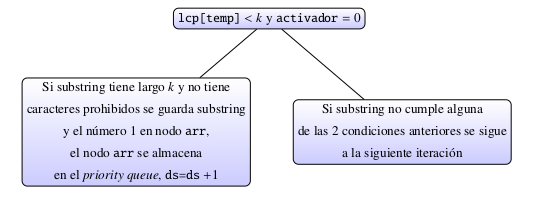 lcp[temp] < k y activador = 0
Si substring tiene largo k y no tiene
caracteres prohibidos se guarda substring
y el número 1 en nodo arr,
el nodo arr se almacena
en el priority queue, ds=ds +1
Si substring no cumple alguna
de las 2 condiciones anteriores se sigue
a la siguiente iteración